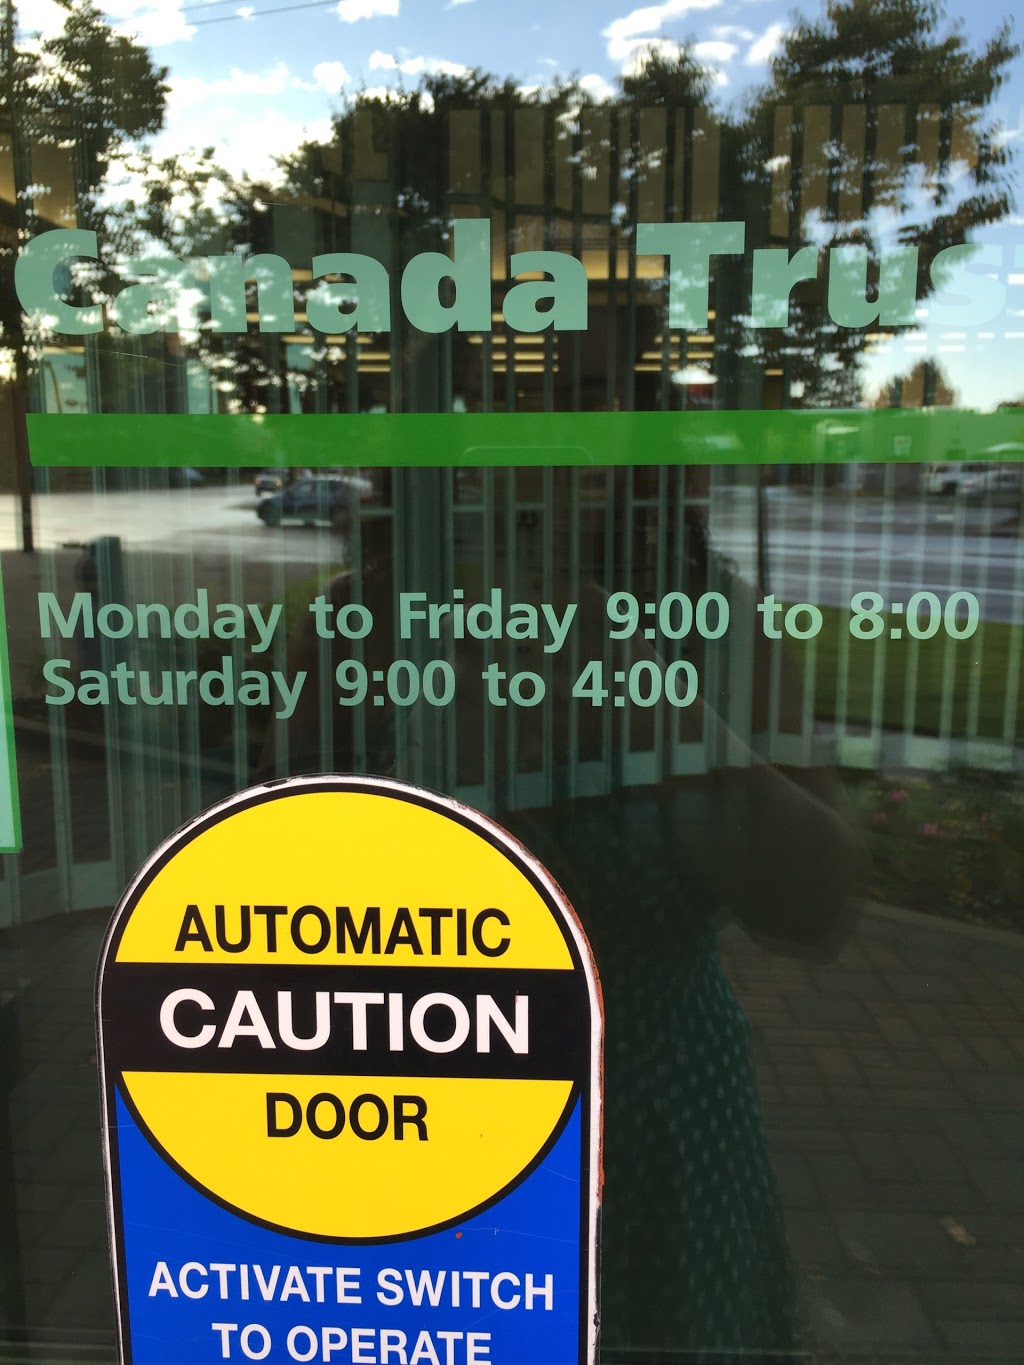 Canada Trus
Monday to Friday 9:00 to 8:00
Saturday 9:00 to 4:00
AUTOMATIC
CAUTION
DOOR
ACTIVATE SWITCH
TO OPERATE